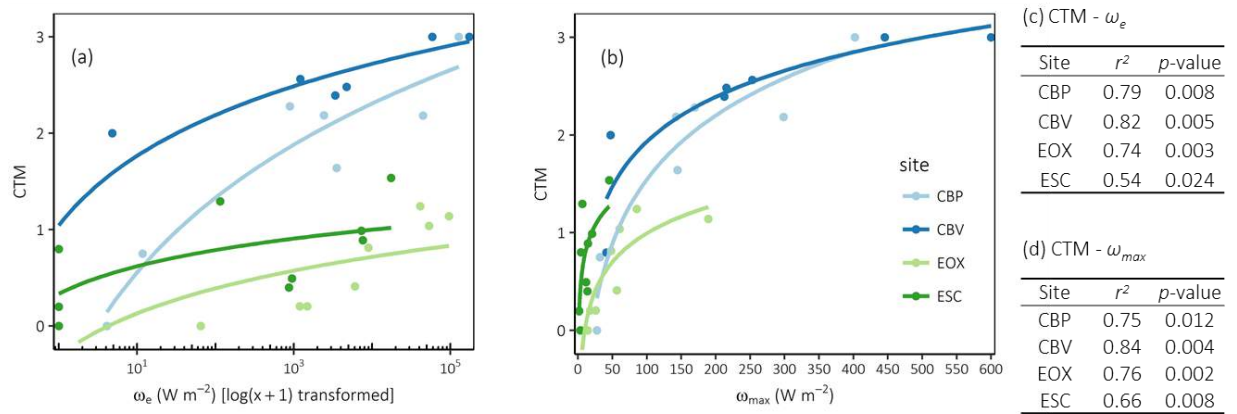 (a)
CTM
3
2
1
0
10¹
10³
10⁵
ωₑ (W m⁻²) [log(x + 1) transformed]
(b)
CTM
3
2
1
0
0 50 100 150 200 250 300 350 400 450 500 550 600
ωmax (W m⁻²)
site
CBP
CBV
EOX
ESC
(c) CTM - ωₑ
Site r² p-value
CBP 0.79 0.008
CBV 0.82 0.005
EOX 0.74 0.003
ESC 0.54 0.024
(d) CTM - ωmax
Site r² p-value
CBP 0.75 0.012
CBV 0.84 0.004
EOX 0.76 0.002
ESC 0.66 0.008